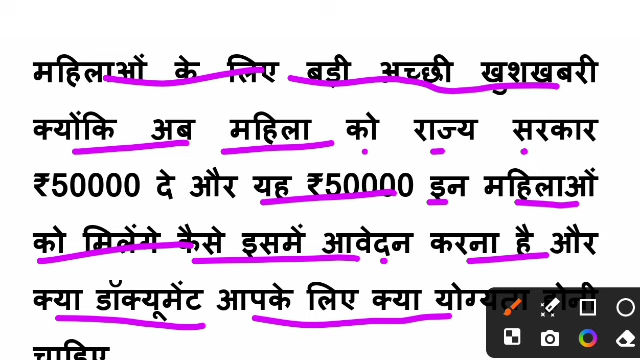 महिलाओं के लिए बड़ी अच्छी खुशखबरी
क्योंकि अब महिला को राज्य सरकार
₹50000 दे और यह ₹50000 इन महिलाओं
को मिलेंगे कैसे इसमें आवेदन करना है और
क्या डॉक्यूमेंट आपके लिए क्या योग्यता होनी
चाहिए